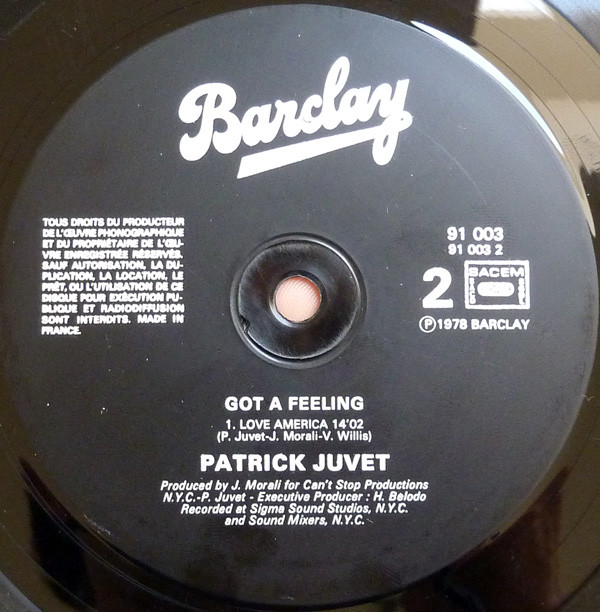 Barclay
TOUS DROITS DU PRODUCTEUR
DE L'ŒUVRE PHONOGRAPHIQUE
ET DU PROPRIÉTAIRE DE L'ŒU-
VRE ENREGISTRÉE RÉSERVÉS.
SAUF AUTORISATION, LA DU-
PLICATION, LA LOCATION, LE
PRÊT, OU L'UTILISATION DE CE
DISQUE POUR EXÉCUTION PU-
BLIQUE ET RADIODIFFUSION
SONT INTERDITS. MADE IN
FRANCE.
91 003
91 003 2
2
SACEM
Ⓟ1978 BARCLAY
GOT A FEELING
1. LOVE AMERICA 14'02
(P. Juvet-J. Morali-V. Willis)
PATRICK JUVET
Produced by J. Morali for Can't Stop Productions
N.Y.C.-P. Juvet - Executive Producer : H. Belodo
Recorded at Sigma Sound Studios, N.Y.C.
and Sound Mixers, N.Y.C.